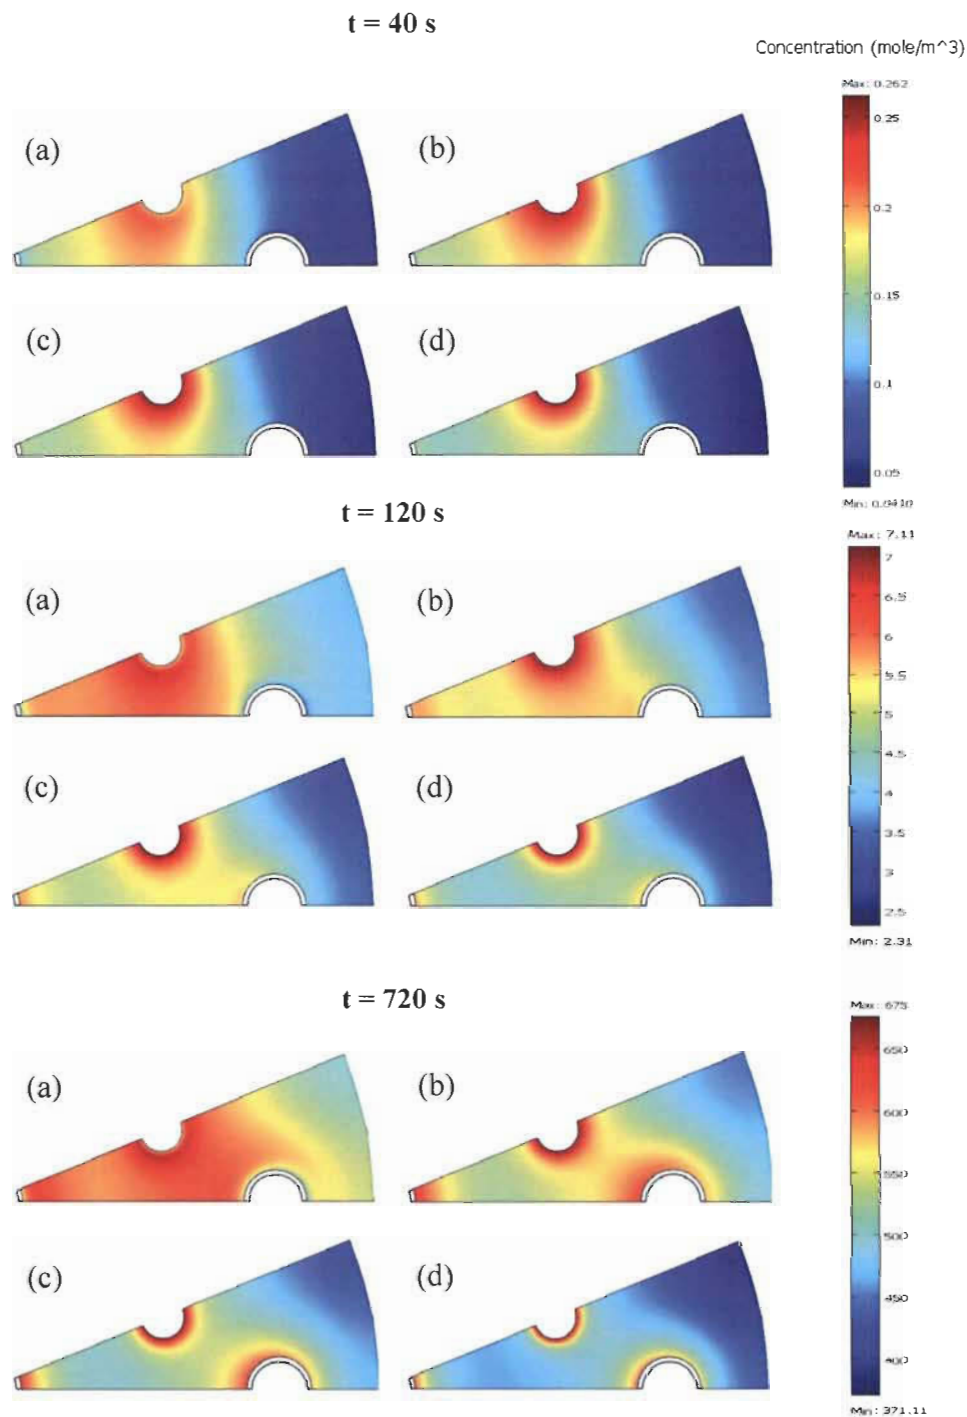 t = 40 s
Concentration (mole/m^3)
Max: 0.262
(a)
(b)
0.25
0.2
0.15
(c)
(d)
0.1
0.05
t = 120 s
Max: 7.11
7
(a)
(b)
6.5
6
5.5
5
4.5
(c)
(d)
4
3.5
3
2.5
Min: 2.31
t = 720 s
Max: 675
650
(a)
(b)
600
550
500
(c)
(d)
450
400
Min: 371.11